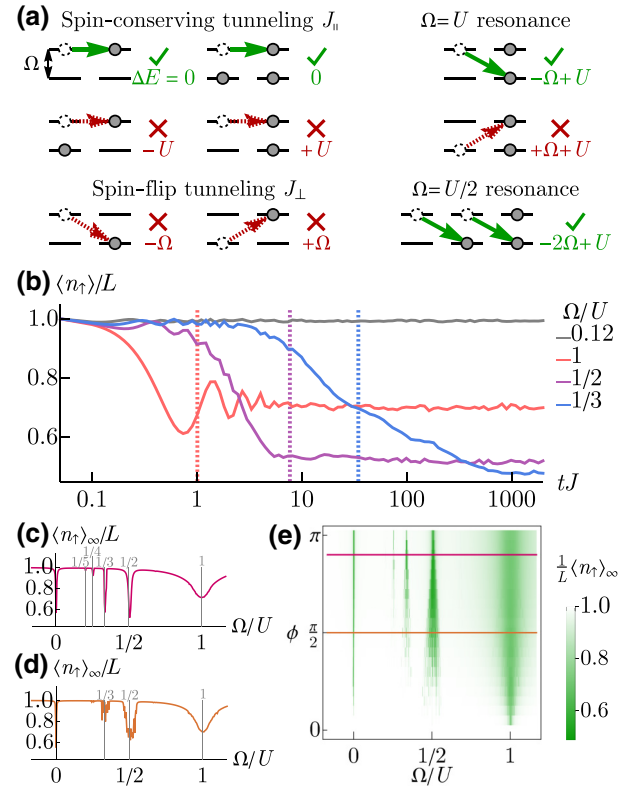 (a) Spin-conserving tunneling J∥ Ω=U resonance
Ω ΔE = 0 0 −Ω+U
−U +U +Ω+U
Spin-flip tunneling J⊥ Ω=U/2 resonance
−Ω +Ω −2Ω+U
(b) ⟨n↑⟩/L
Ω/U
1.0
0.12
1
0.8
1/2
1/3
0.6
tJ
0.1 1 10 100 1000
(c) ⟨n↑⟩∞/L
1/5 1/4 1/3 1/2 1
1.0
0.8
0.6
0 1/2 1 Ω/U
(d) ⟨n↑⟩∞/L
1/3 1/2 1
1.0
0.8
0.6
0 1/2 1 Ω/U
(e)
π
ϕ π/2
0
0 1/2 1
Ω/U
1/L ⟨n↑⟩∞
1.0
0.8
0.6